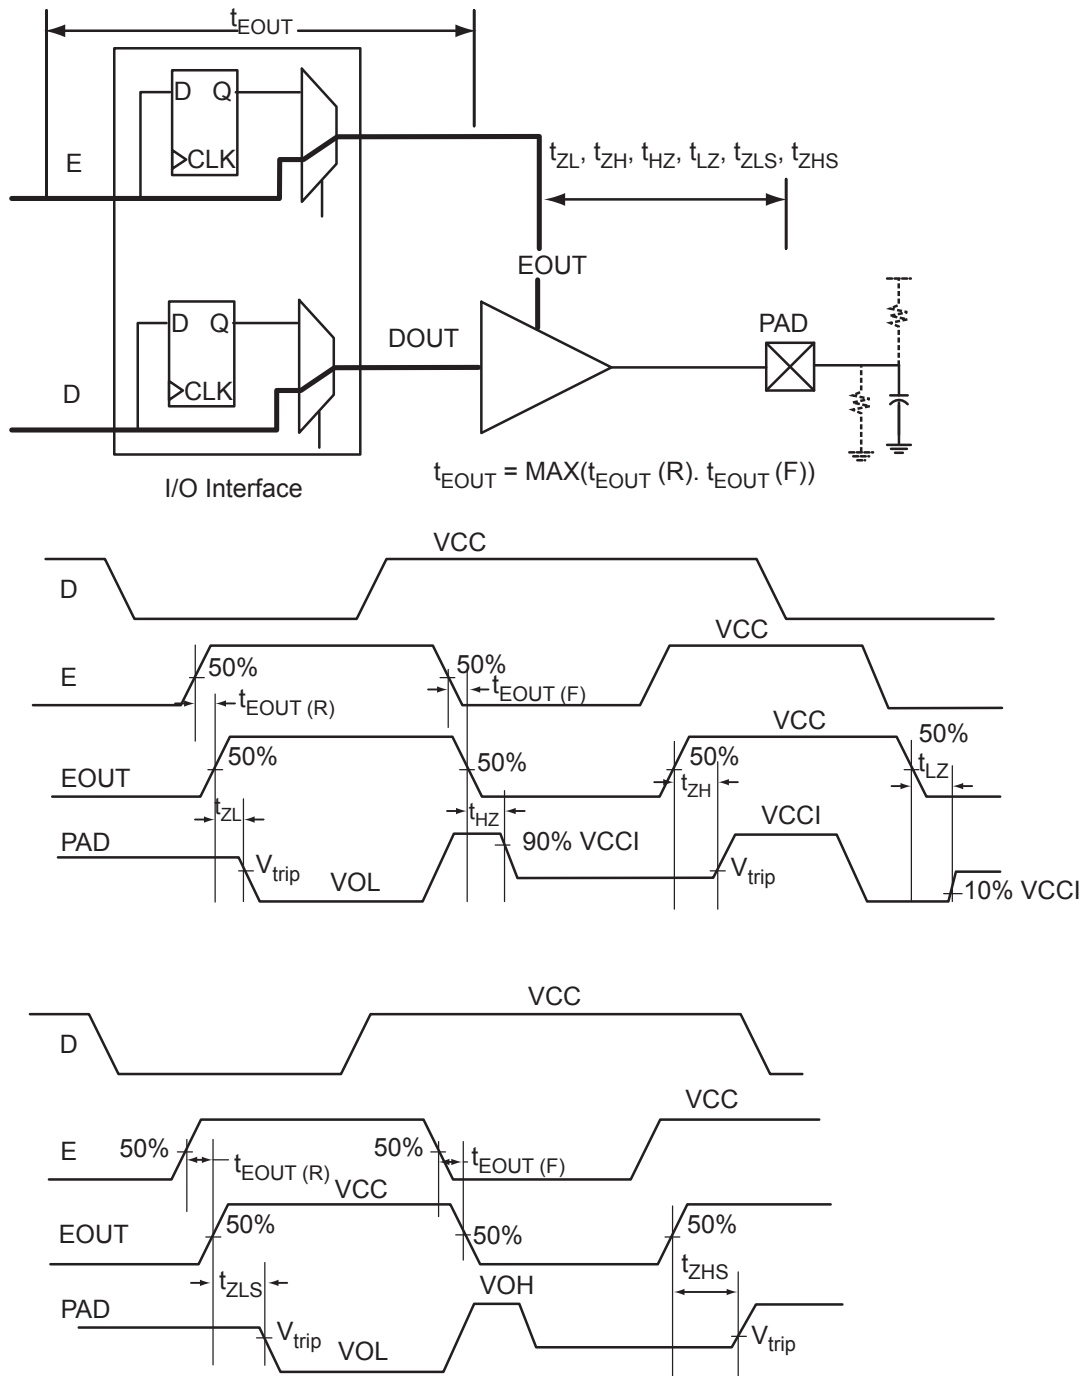 tEOUT
D Q
CLK
E
tZL, tZH, tHZ, tLZ, tZLS, tZHS
EOUT
D Q
CLK
D
DOUT
PAD
I/O Interface
tEOUT = MAX(tEOUT (R). tEOUT (F))
VCC
D
VCC
E
50%
50%
tEOUT (R)
tEOUT (F)
VCC
50%
EOUT
50%
50%
50%
tZL
tHZ
tZH
tLZ
PAD
VCCI
90% VCCI
Vtrip
VOL
Vtrip
10% VCCI
VCC
D
VCC
E
50%
50%
tEOUT (R)
tEOUT (F)
VCC
EOUT
50%
50%
50%
tZLS
tZHS
PAD
VOH
Vtrip
VOL
Vtrip